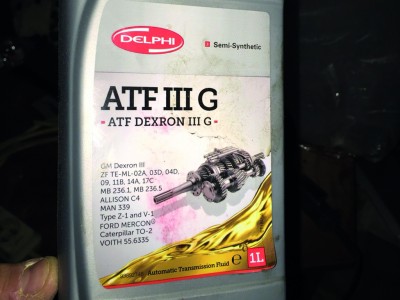 DELPHI
Semi-Synthetic
ATF III G
- ATF DEXRON III G -
GM Dexron III
ZF TE-ML-02A, 03D, 04D,
09, 11B, 14A, 17C
MB 236.1, MB 236.5
ALLISON C4
MAN 339
Type Z-1 and V-1
FORD MERCON®
Caterpillar TO-2
VOITH 55.6335
Automatic Transmission Fluid e 1L